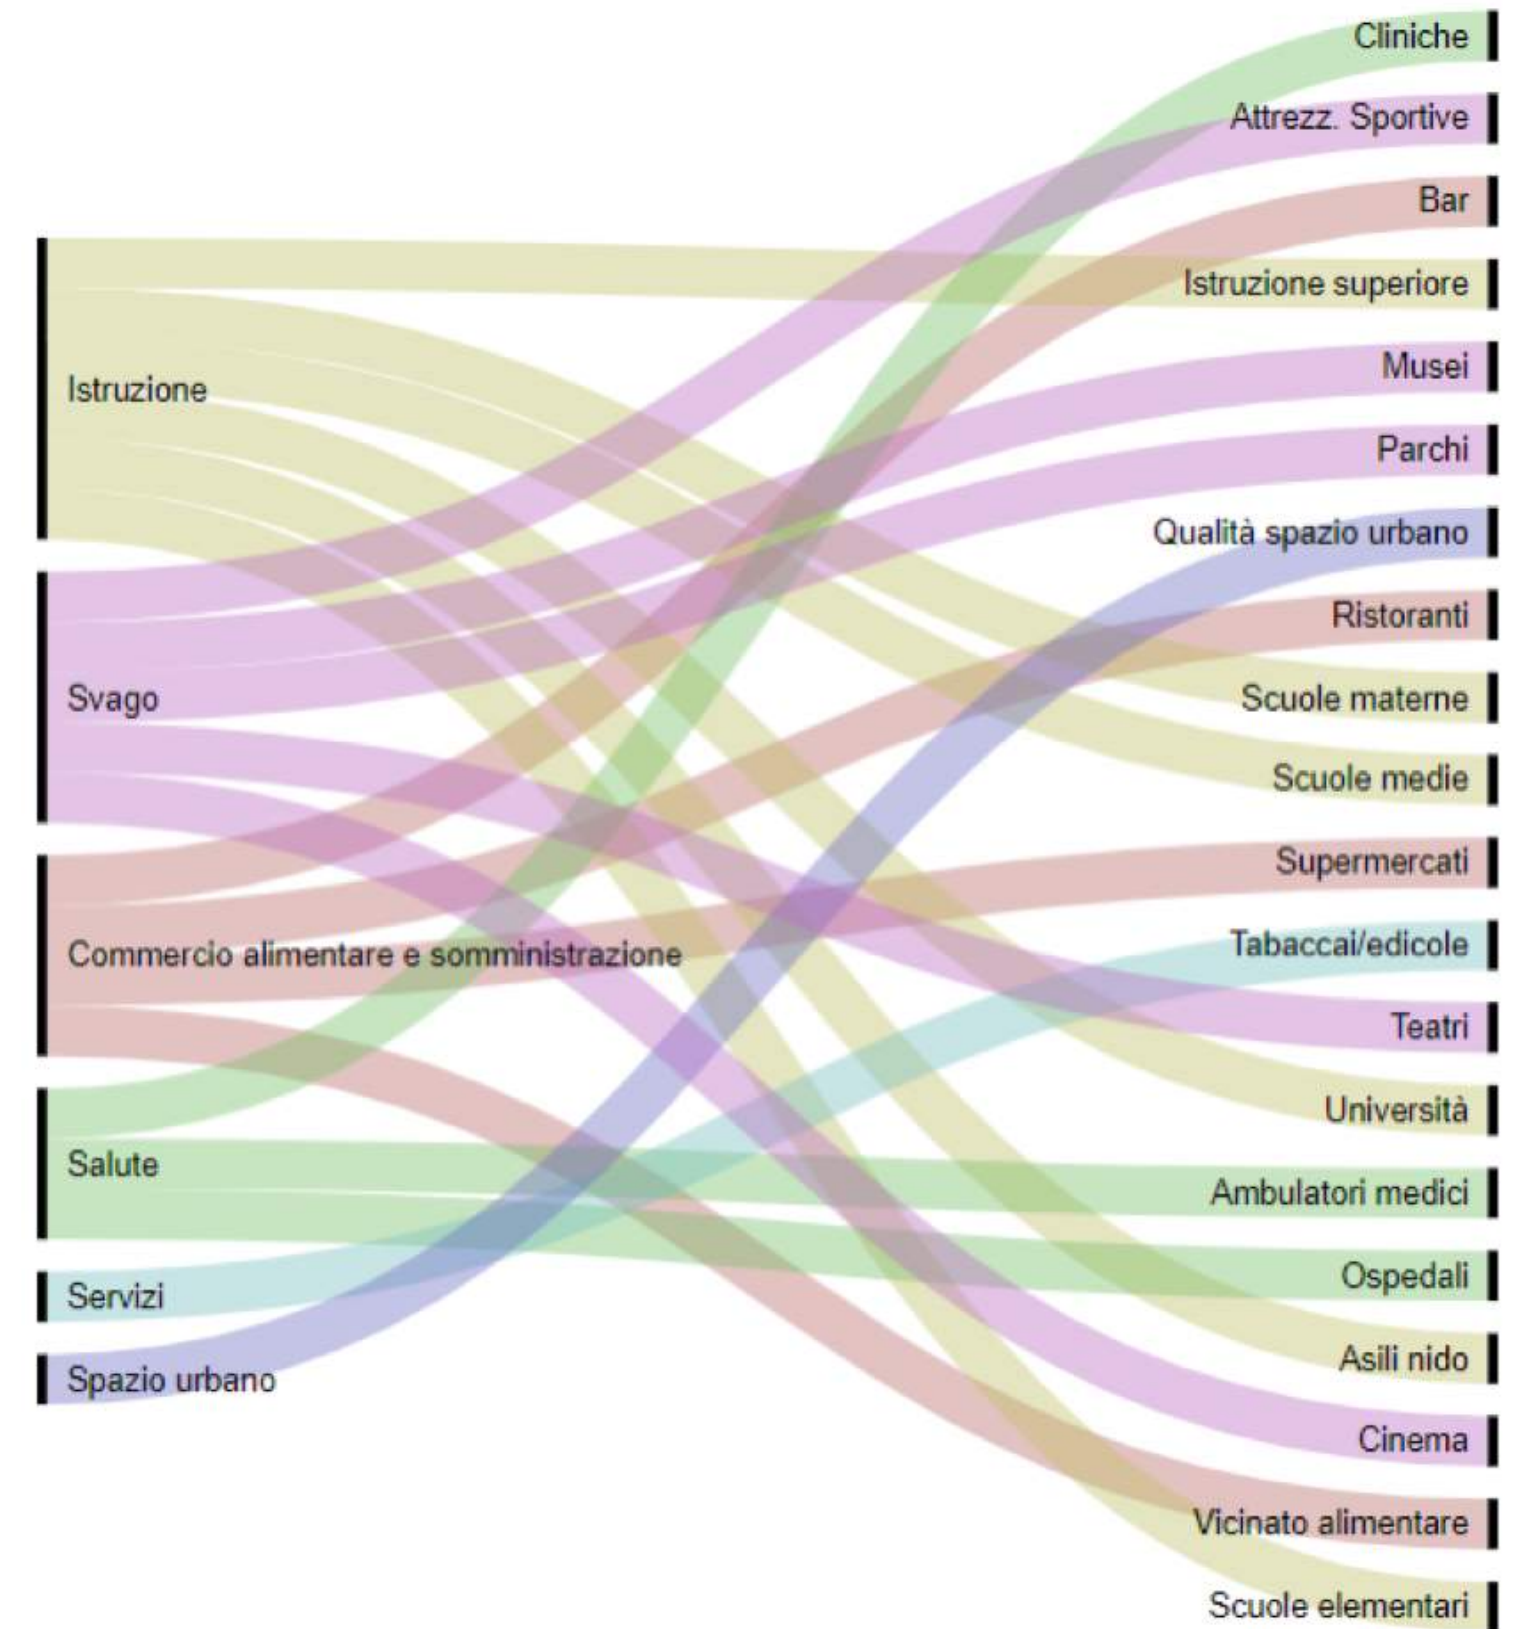 Istruzione
Svago
Commercio alimentare e somministrazione
Salute
Servizi
Spazio urbano
Cliniche
Attrezz. Sportive
Bar
Istruzione superiore
Musei
Parchi
Qualità spazio urbano
Ristoranti
Scuole materne
Scuole medie
Supermercati
Tabaccai/edicole
Teatri
Università
Ambulatori medici
Ospedali
Asili nido
Cinema
Vicinato alimentare
Scuole elementari